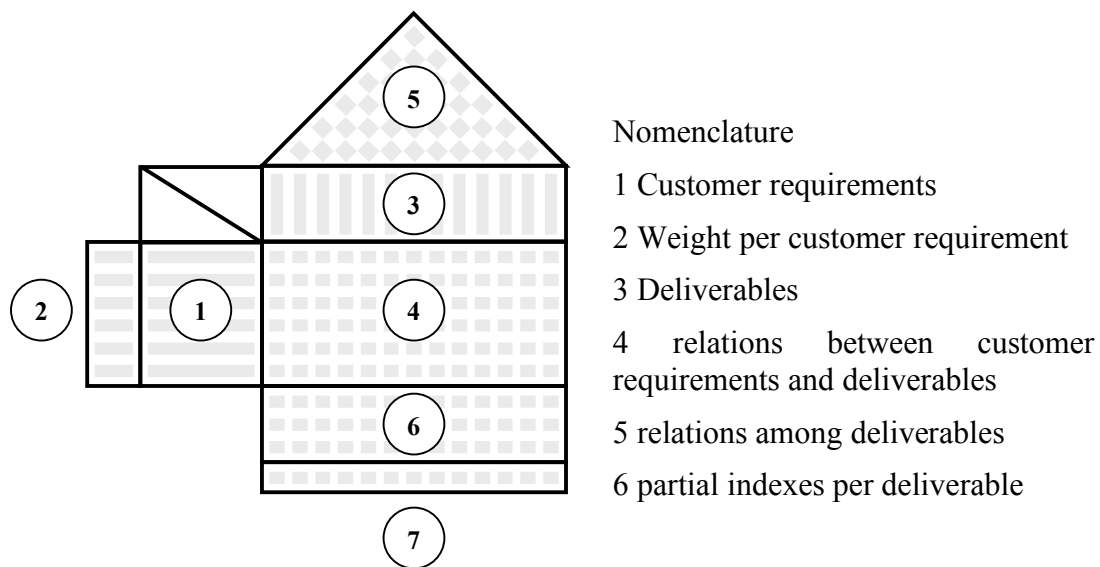 5
Nomenclature
1 Customer requirements
3
2 Weight per customer requirement
2
1
4
3 Deliverables
4 relations between customer
requirements and deliverables
6
5 relations among deliverables
6 partial indexes per deliverable
7